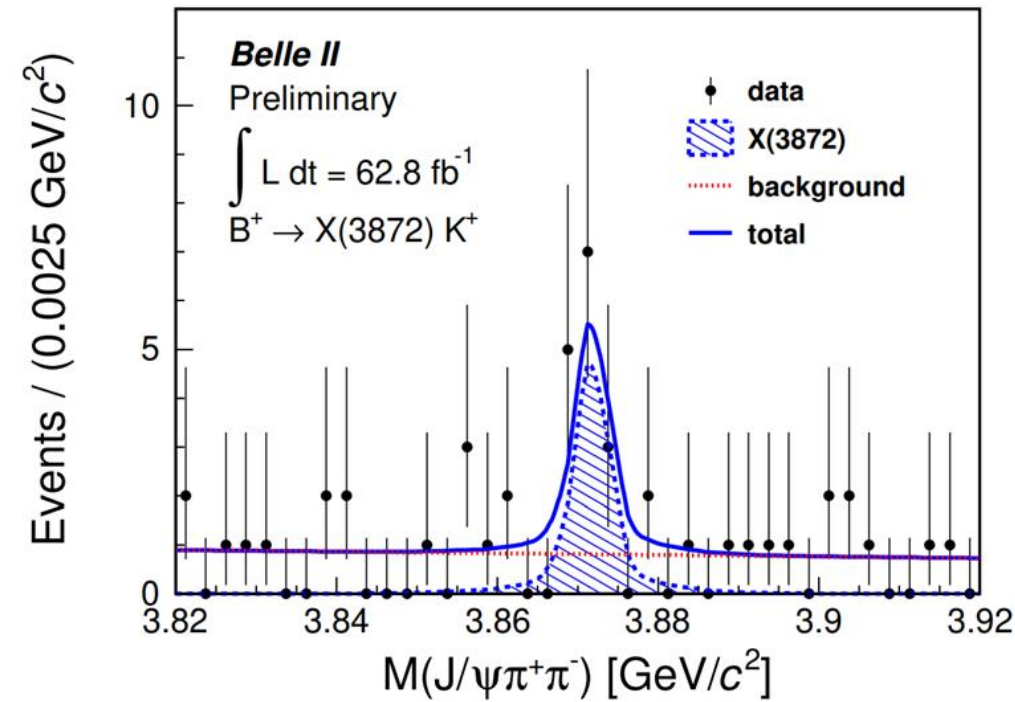 Belle II
Preliminary
∫ L dt = 62.8 fb⁻¹
B⁺ → X(3872) K⁺
data
X(3872)
background
total
Events / (0.0025 GeV/c²)
10
5
0
3.82 3.84 3.86 3.88 3.9 3.92
M(J/ψπ⁺π⁻) [GeV/c²]